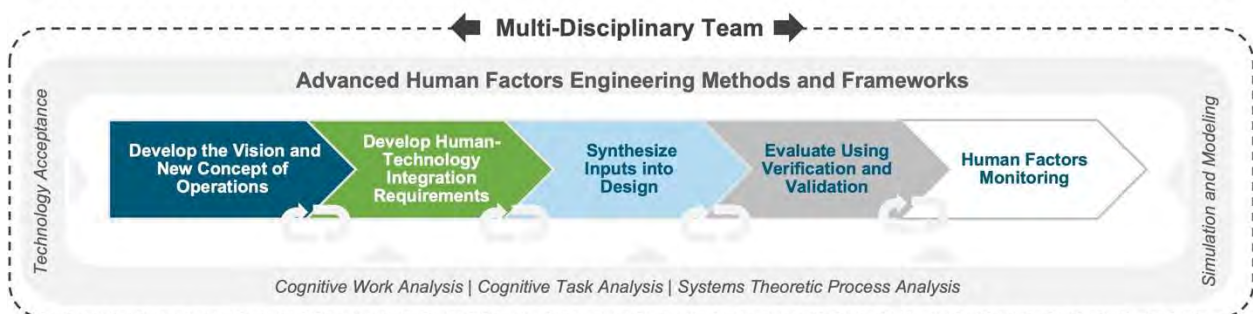 Multi-Disciplinary Team
Advanced Human Factors Engineering Methods and Frameworks
Technology Acceptance
Develop the Vision and
New Concept of
Operations
Develop Human-
Technology
Integration
Requirements
Synthesize
Inputs into
Design
Evaluate Using
Verification and
Validation
Human Factors
Monitoring
Simulation and Modeling
Cognitive Work Analysis | Cognitive Task Analysis | Systems Theoretic Process Analysis